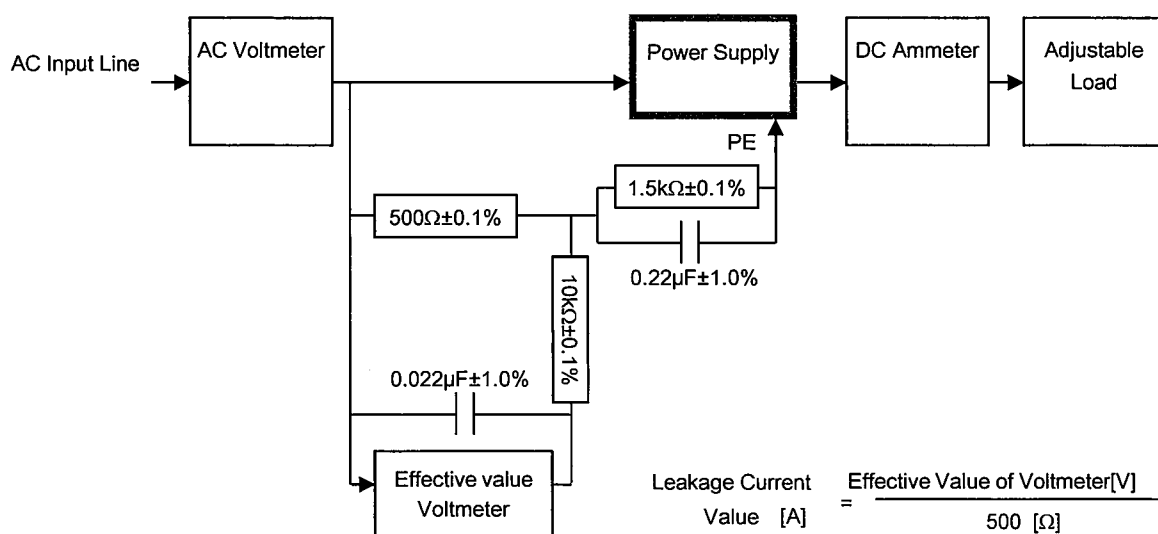 AC Input Line
AC Voltmeter
Power Supply
DC Ammeter
Adjustable
Load
PE
1.5kΩ±0.1%
500Ω±0.1%
0.22µF±1.0%
10kΩ±0.1%
0.022µF±1.0%
Effective value
Voltmeter
Leakage Current
Value [A]
=
Effective Value of Voltmeter[V]
500 [Ω]